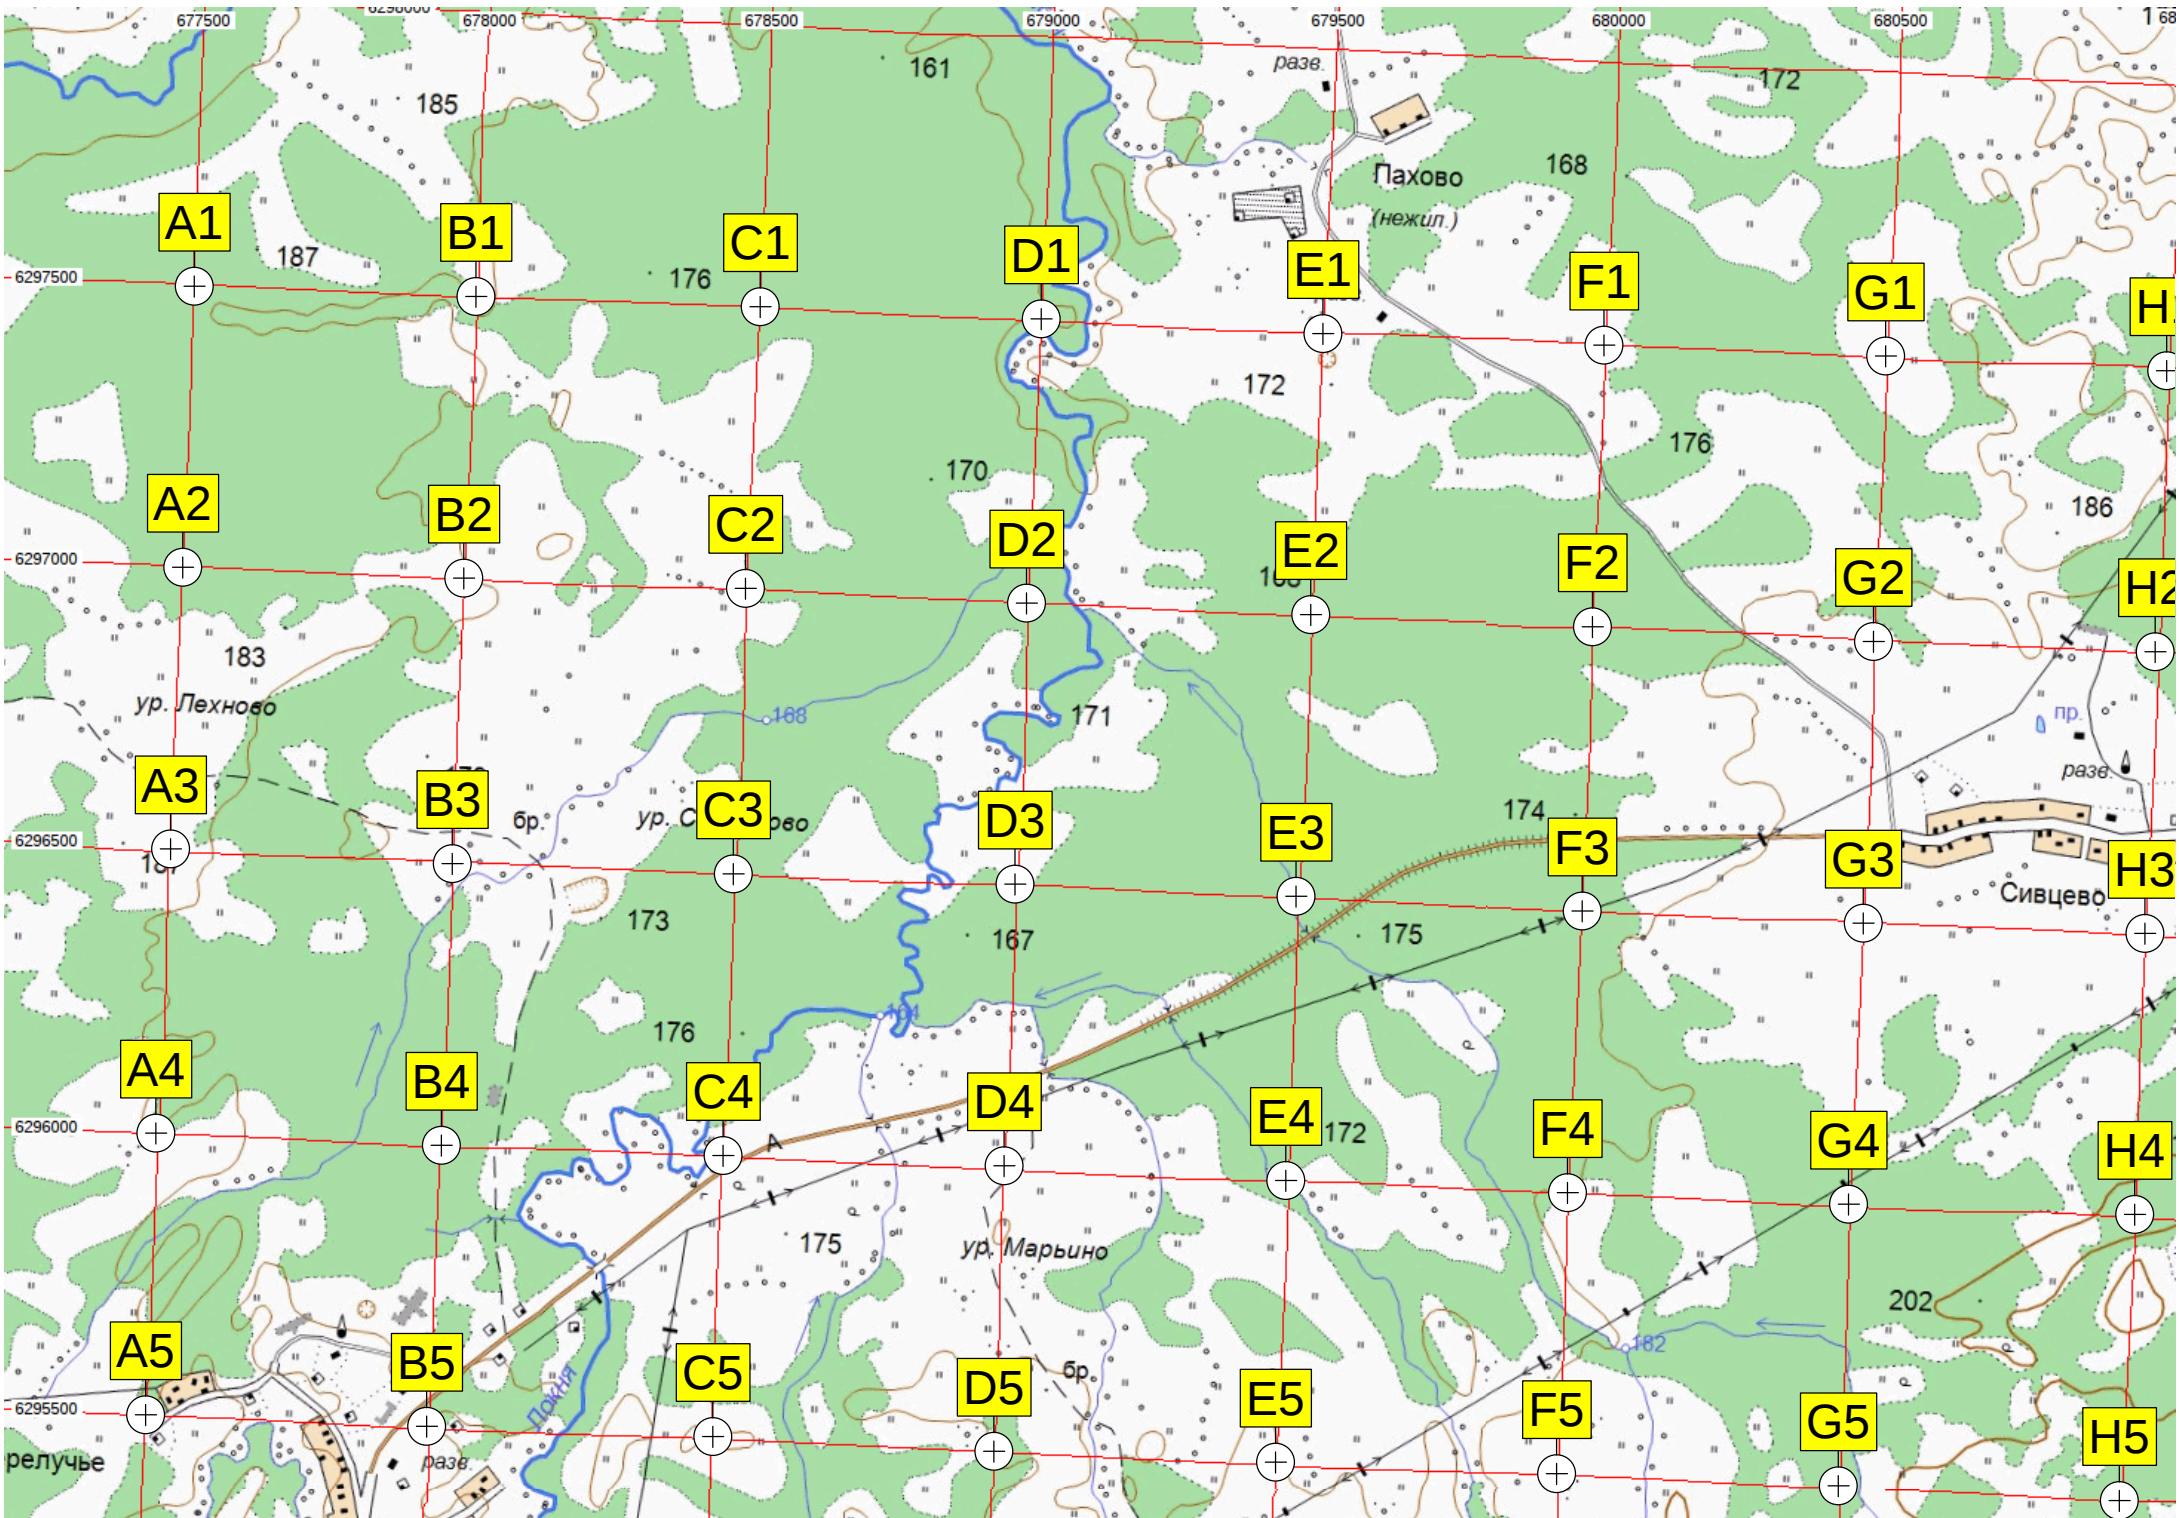 6298000
677500 678000 678500 679000 679500 680000 680500
161 разв. 172
185
Пахово 168
(нежил.)
A1 B1 C1 D1 E1 F1 G1
187 176
6297500
172
176
170
186
A2 B2 C2 D2 E2 F2 G2 H2
6297000
183
ур. Лехново
168 171 пр.
разв.
A3 B3 C3 D3 E3 F3 G3 H3
бр. 174
6296500
Сивцево
173 167 175
164
176
A4 B4 C4 D4 E4 F4 G4 H4
6296000
172
А
175 ур. Марьино
202
182
A5 B5 C5 D5 E5 F5 G5 H5
бр.
Локня
6295500
релучье разв.